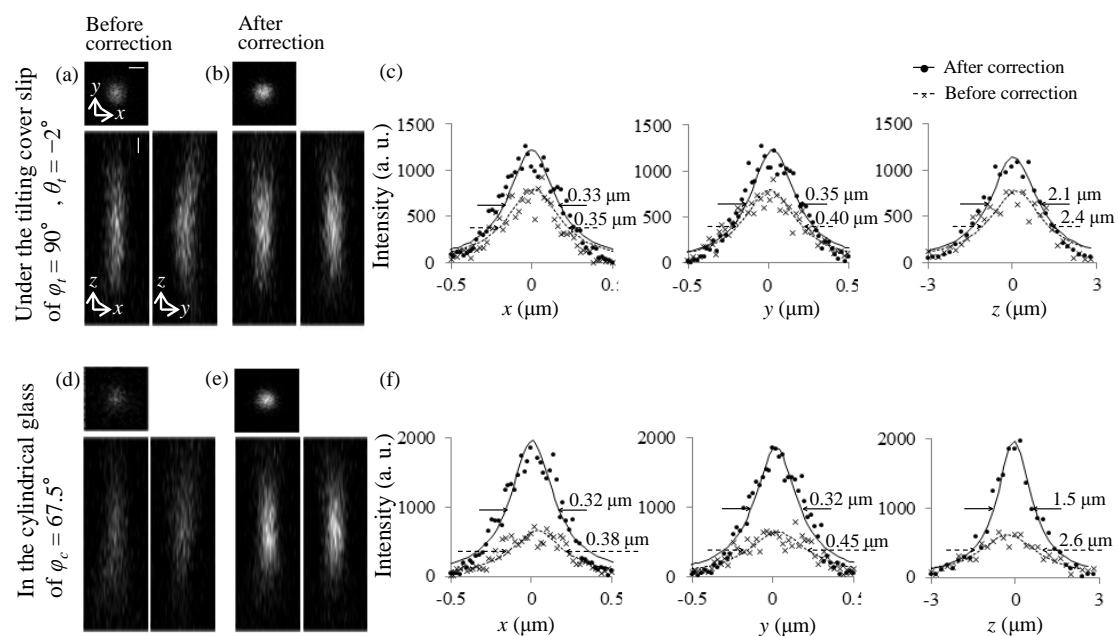 Before
correction
After
correction
(a)
(b)
(c)
After correction
Before correction
Under the tilting cover slip
of φt = 90° , θt = −2°
y
x
z
x
z
y
Intensity (a. u.)
1500
1000
500
0
-0.5
0
0.5
x (μm)
0.33 μm
0.35 μm
1500
1000
500
0
-0.5
0
0.5
y (μm)
0.35 μm
0.40 μm
1500
1000
500
0
-3
0
3
z (μm)
2.1 μm
2.4 μm
(d)
(e)
(f)
In the cylindrical glass
of φc = 67.5°
Intensity (a. u.)
2000
1000
0
-0.5
0
0.5
x (μm)
0.32 μm
0.38 μm
2000
1000
0
-0.5
0
0.5
y (μm)
0.32 μm
0.45 μm
2000
1000
0
-3
0
3
z (μm)
1.5 μm
2.6 μm